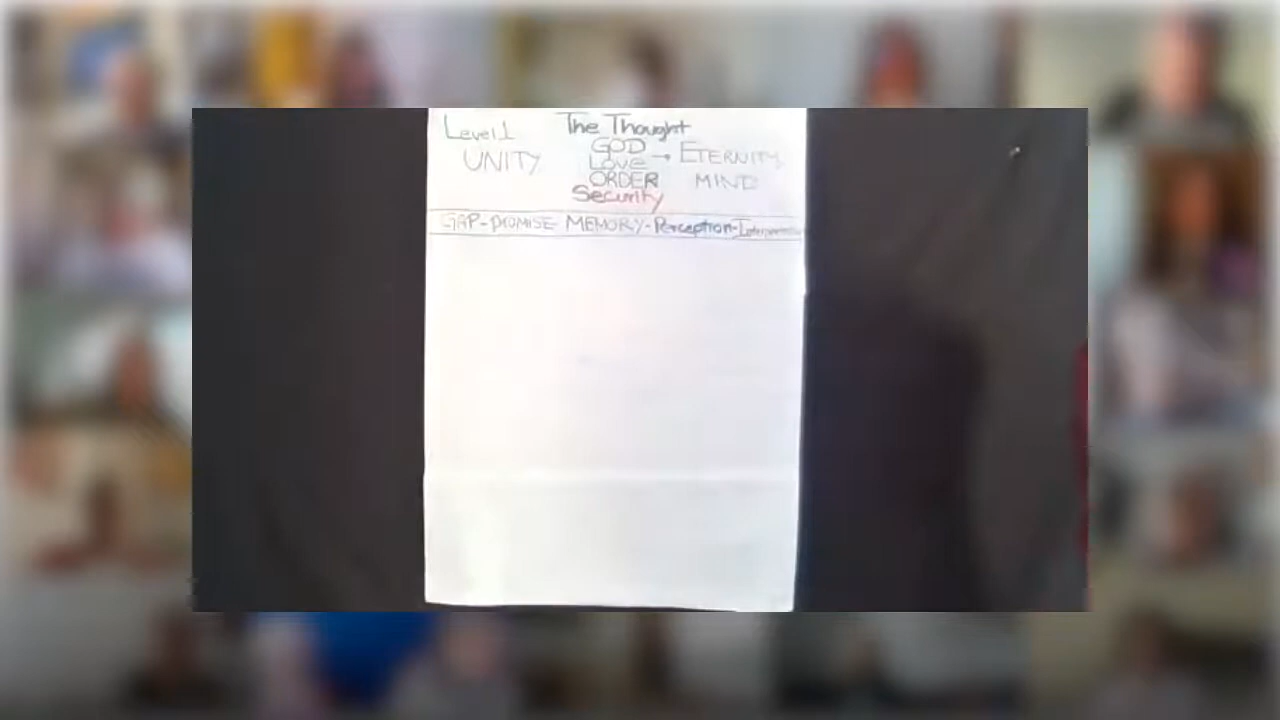 Level 1 The Thought
UNITY GOD
LOVE → ETERNITY
ORDER MIND
Security
GAP-PROMISE-MEMORY-Perception-